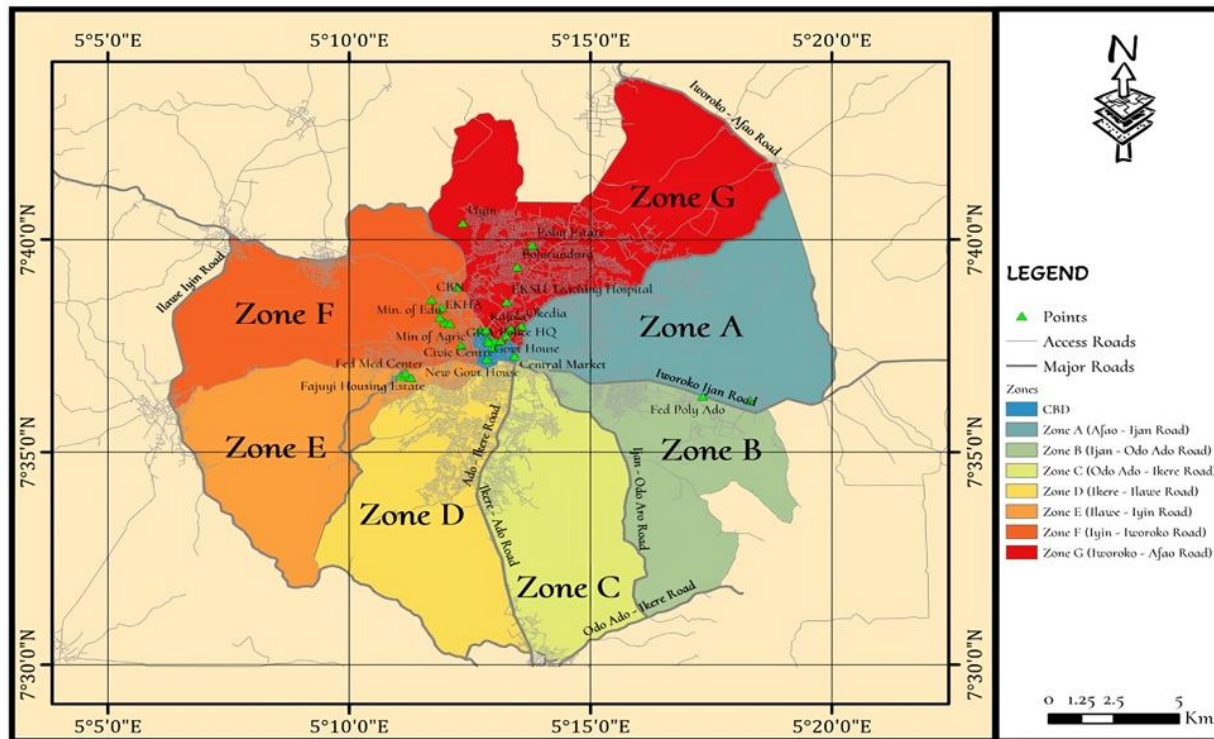 5°5'0"E 5°10'0"E 5°15'0"E 5°20'0"E
7°40'0"N
7°35'0"N
7°30'0"N
7°40'0"N
7°35'0"N
7°30'0"N
Iworoko - Afao Road
Zone G
Iyin
Poly Estate
Bolorunduro
Ilawe Iyin Road
CBN
EKSU Teaching Hospital
EKHA
Min. of Edu
Zone F
Okedia
Zone A
GRA
Police HQ
Min of Agric
Govt House
Civic Centre
Central Market
Fed Med Center
New Govt House
Fajuyi Housing Estate
Iworoko Ijan Road
Fed Poly Ado
Zone E
Ado - Ikere Road
Zone B
Ijan - Odo Aro Road
Zone D
Ikere - Ado Road
Zone C
Odo Ado - Ikere Road
5°5'0"E 5°10'0"E 5°15'0"E 5°20'0"E
N
LEGEND
Points
Access Roads
Major Roads
Zones
CBD
Zone A (Afao - Ijan Road)
Zone B (Ijan - Odo Ado Road)
Zone C (Odo Ado - Ikere Road)
Zone D (Ikere - Ilawe Road)
Zone E (Ilawe - Iyin Road)
Zone F (Iyin - Iworoko Road)
Zone G (Iworoko - Afao Road)
0 1.25 2.5 5
Km